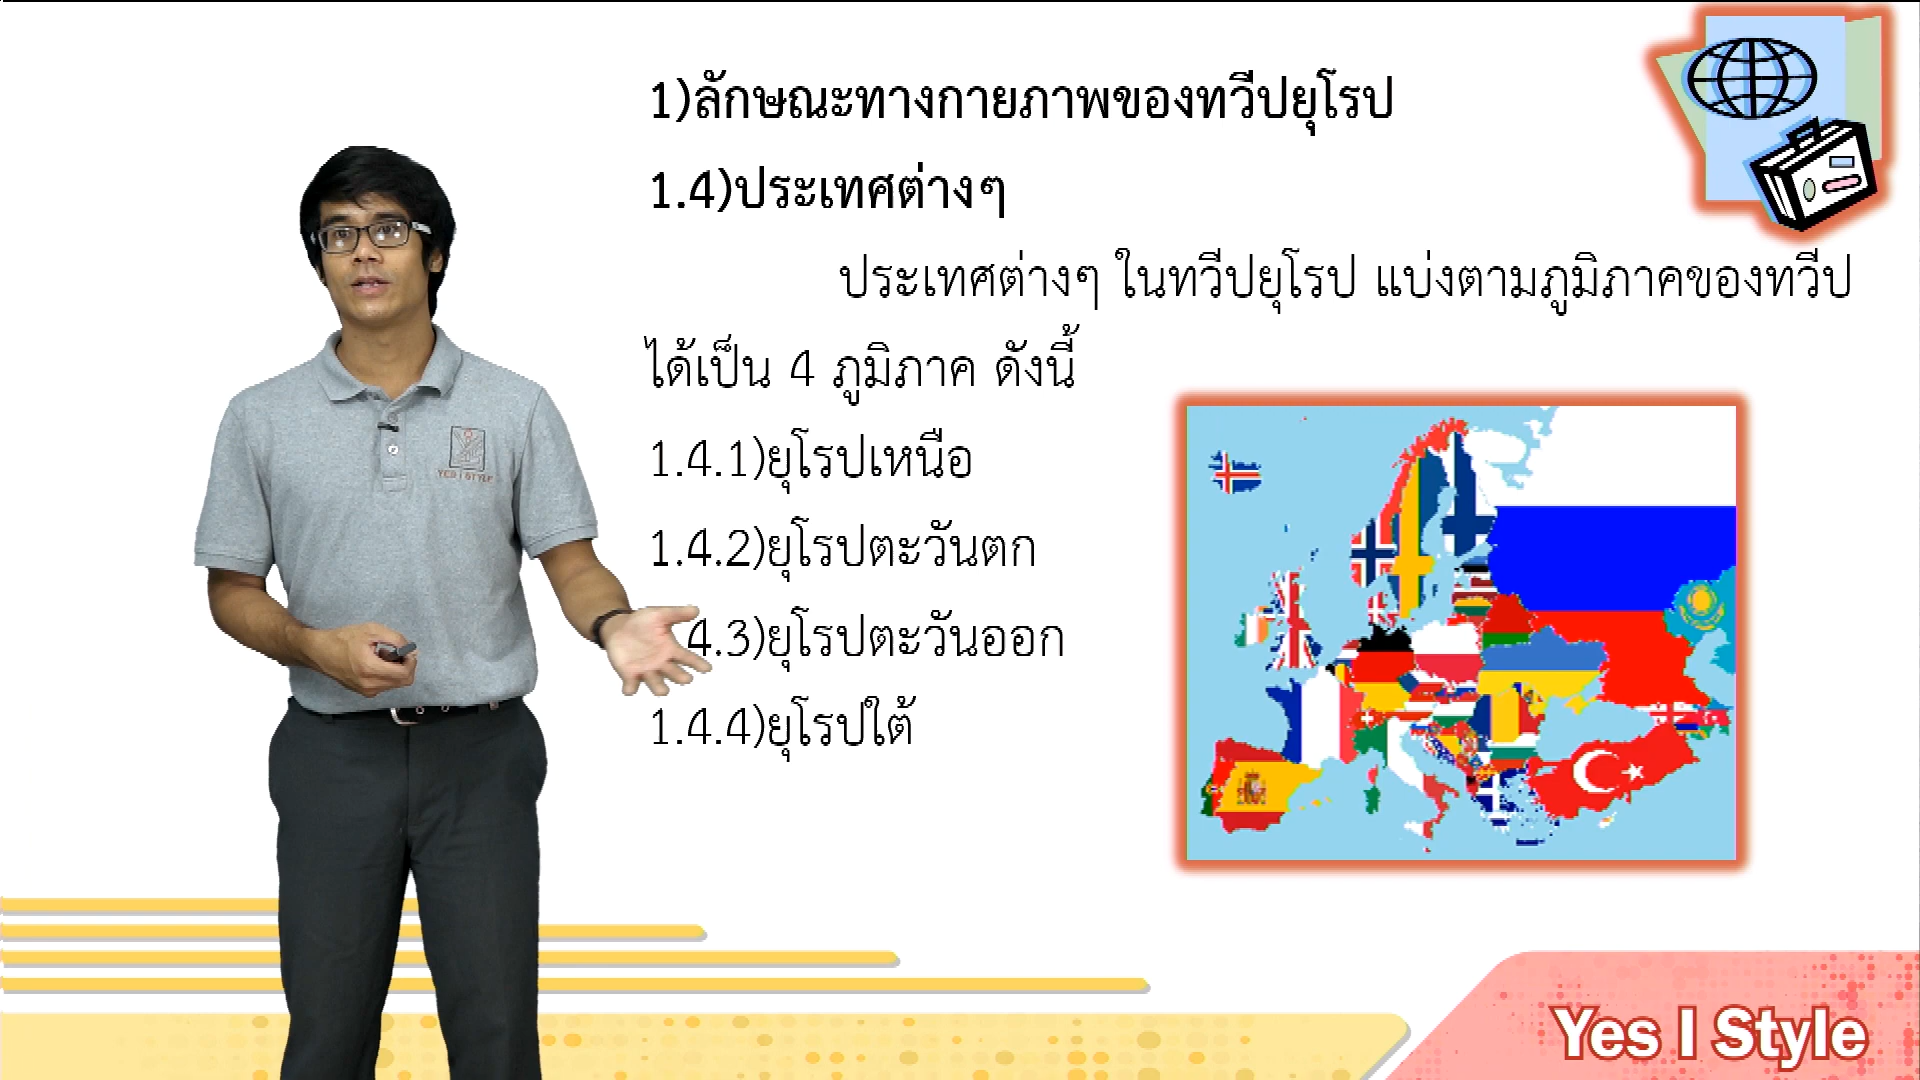 1)ลักษณะทางกายภาพของทวีปยุโรป
1.4)ประเทศต่างๆ
ประเทศต่างๆ ในทวีปยุโรป แบ่งตามภูมิภาคของทวีป
ได้เป็น 4 ภูมิภาค ดังนี้
1.4.1)ยุโรปเหนือ
1.4.2)ยุโรปตะวันตก
4.3)ยุโรปตะวันออก
1.4.4)ยุโรปใต้
YES I STYLE
Yes I Style